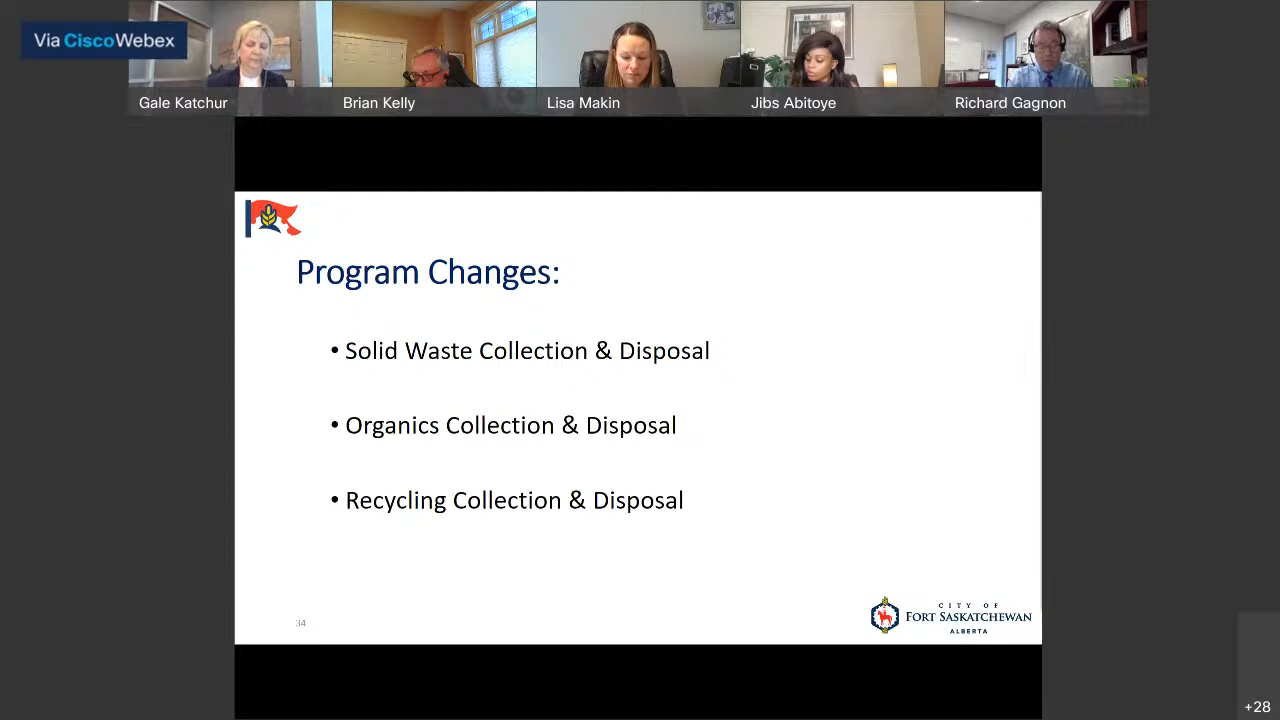 Via CiscoWebex
Gale Katchur
Brian Kelly
Lisa Makin
Jibs Abitoye
Richard Gagnon
Program Changes:
• Solid Waste Collection & Disposal
• Organics Collection & Disposal
• Recycling Collection & Disposal
34
CITY OF
FORT SASKATCHEWAN
ALBERTA
+28